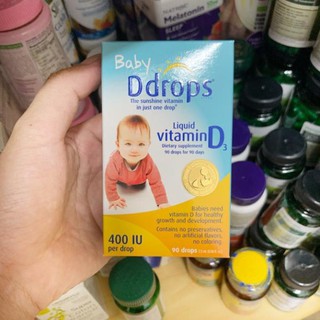 Baby
Ddrops
The sunshine vitamin
in just one drop
Liquid
vitamin D3
Dietary supplement
90 drops for 90 days
Babies need
vitamin D for healthy
growth and development.
Contains no preservatives,
no artificial flavors,
no coloring.
400 IU
per drop
90 drops
Melatonin
SLEEP